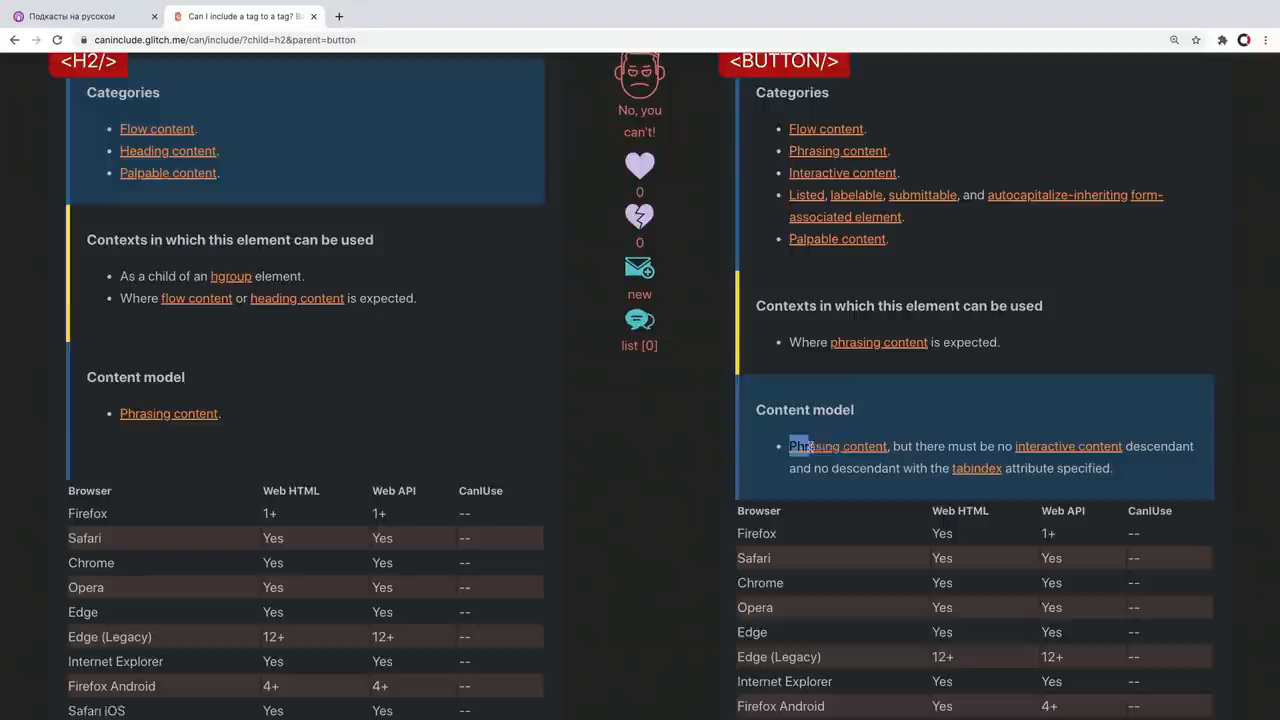 Подкасты на русском
Can I include a tag to a tag? Ba
caninclude.glitch.me/can/include/?child=h2&parent=button
<H2/>
Categories
Flow content.
Heading content.
Palpable content.
Contexts in which this element can be used
As a child of an hgroup element.
Where flow content or heading content is expected.
Content model
Phrasing content.
Browser Web HTML Web API CanIUse
Firefox 1+ 1+ --
Safari Yes Yes --
Chrome Yes Yes --
Opera Yes Yes --
Edge Yes Yes --
Edge (Legacy) 12+ 12+ --
Internet Explorer Yes Yes --
Firefox Android 4+ 4+ --
Safari iOS Yes Yes --
No, you
can't!
0
0
new
list [0]
<BUTTON/>
Categories
Flow content.
Phrasing content.
Interactive content.
Listed, labelable, submittable, and autocapitalize-inheriting form-
associated element.
Palpable content.
Contexts in which this element can be used
Where phrasing content is expected.
Content model
Phrasing content, but there must be no interactive content descendant
and no descendant with the tabindex attribute specified.
Browser Web HTML Web API CanIUse
Firefox Yes 1+ --
Safari Yes Yes --
Chrome Yes Yes --
Opera Yes Yes --
Edge Yes Yes --
Edge (Legacy) 12+ 12+ --
Internet Explorer Yes Yes --
Firefox Android Yes 4+ --